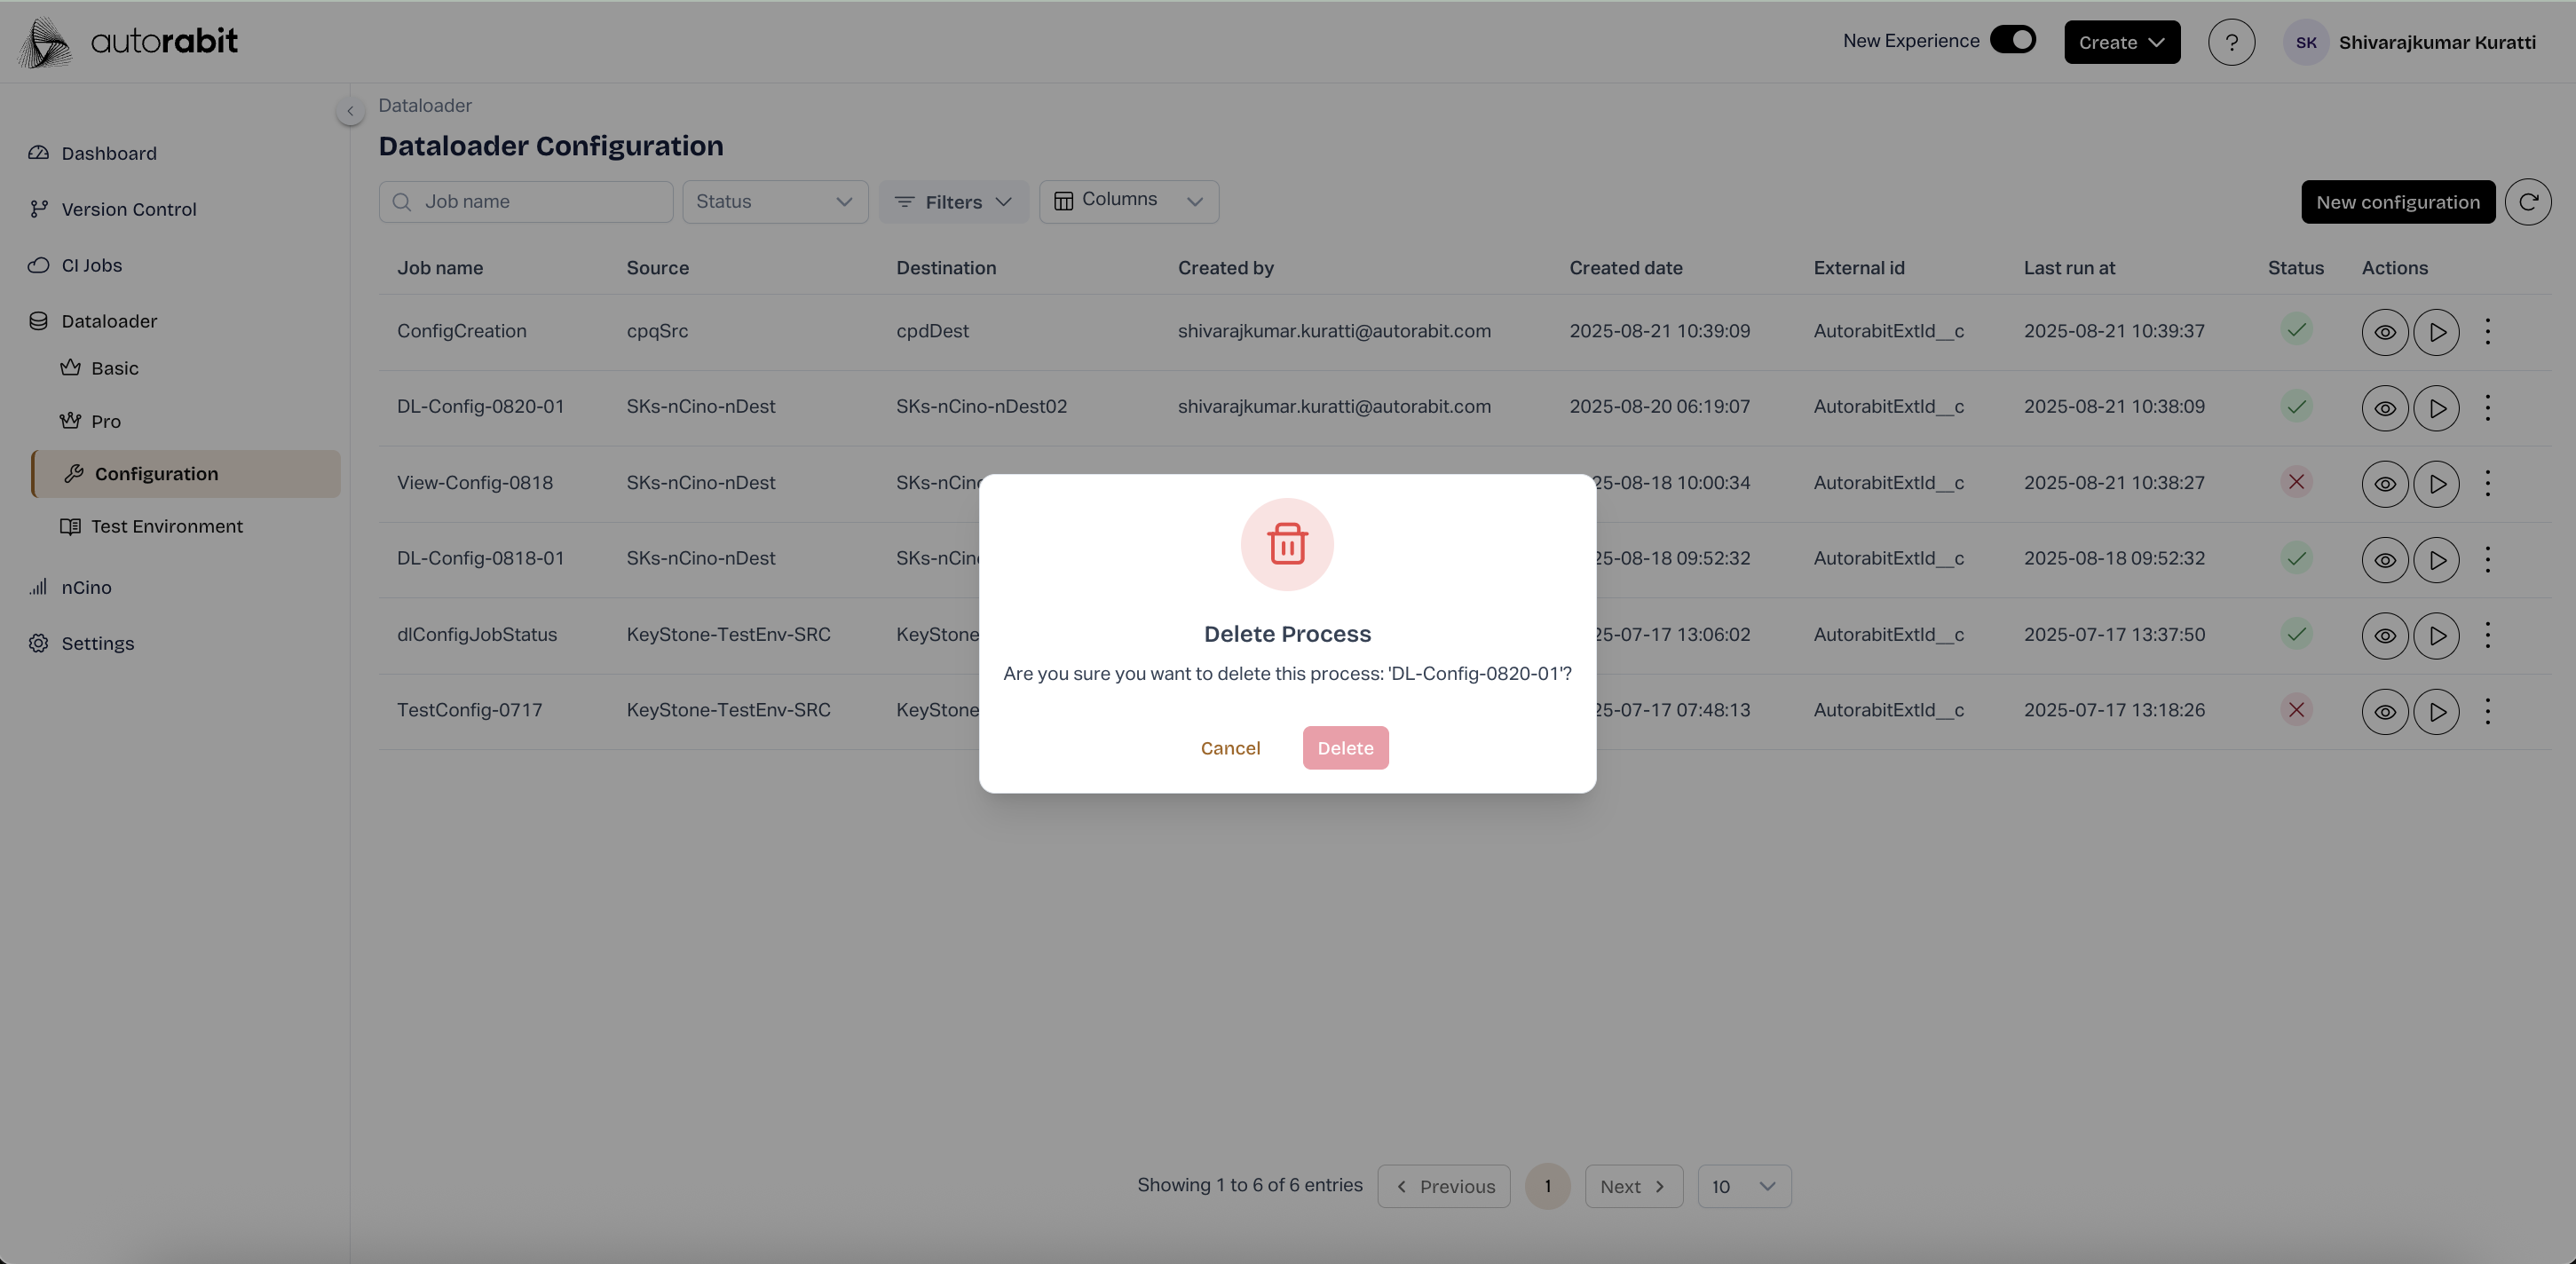 autorabit
New Experience
Create
?
SK
Shivarajkumar Kuratti
Dashboard
Version Control
CI Jobs
Dataloader
Basic
Pro
Configuration
Test Environment
nCino
Settings
Dataloader
Dataloader Configuration
Job name
Status
Filters
Columns
New configuration
Job name Source Destination Created by Created date External id Last run at Status Actions
ConfigCreation cpqSrc cpdDest shivarajkumar.kuratti@autorabit.com 2025-08-21 10:39:09 AutorabitExtId__c 2025-08-21 10:39:37
DL-Config-0820-01 SKs-nCino-nDest SKs-nCino-nDest02 shivarajkumar.kuratti@autorabit.com 2025-08-20 06:19:07 AutorabitExtId__c 2025-08-21 10:38:09
View-Config-0818 SKs-nCino-nDest SKs-nCin 25-08-18 10:00:34 AutorabitExtId__c 2025-08-21 10:38:27
DL-Config-0818-01 SKs-nCino-nDest SKs-nCin 25-08-18 09:52:32 AutorabitExtId__c 2025-08-18 09:52:32
dlConfigJobStatus KeyStone-TestEnv-SRC KeyStone 25-07-17 13:06:02 AutorabitExtId__c 2025-07-17 13:37:50
TestConfig-0717 KeyStone-TestEnv-SRC KeyStone 25-07-17 07:48:13 AutorabitExtId__c 2025-07-17 13:18:26
Delete Process
Are you sure you want to delete this process: 'DL-Config-0820-01'?
Cancel
Delete
Showing 1 to 6 of 6 entries
Previous
1
Next
10